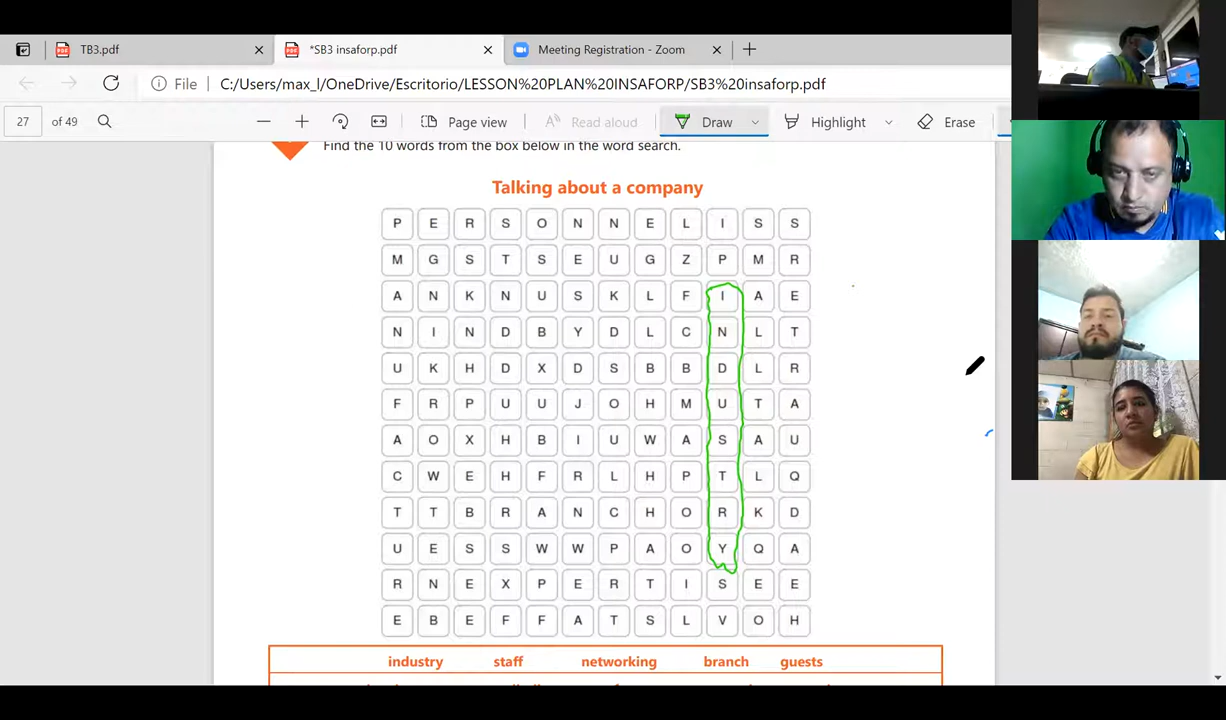 TB3.pdf
*SB3 insaforp.pdf
Meeting Registration - Zoom
File
C:/Users/max_l/OneDrive/Escritorio/LESSON%20PLAN%20INSAFORP/SB3%20insaforp.pdf
27 of 49
Page view
Read aloud
Draw
Highlight
Erase
Find the 10 words from the box below in the word search.
Talking about a company
P E R S O N N E L I S S
M G S T S E U G Z P M R
A N K N U S K L F I A E
N I N D B Y D L C N L T
U K H D X D S B B D L R
F R P U U J O H M U T A
A O X H B I U W A S A U
C W E H F R L H P T L Q
T T B R A N C H O R K D
U E S S W W P A O Y Q A
R N E X P E R T I S E E
E B E F F A T S L V O H
industry staff networking branch guests